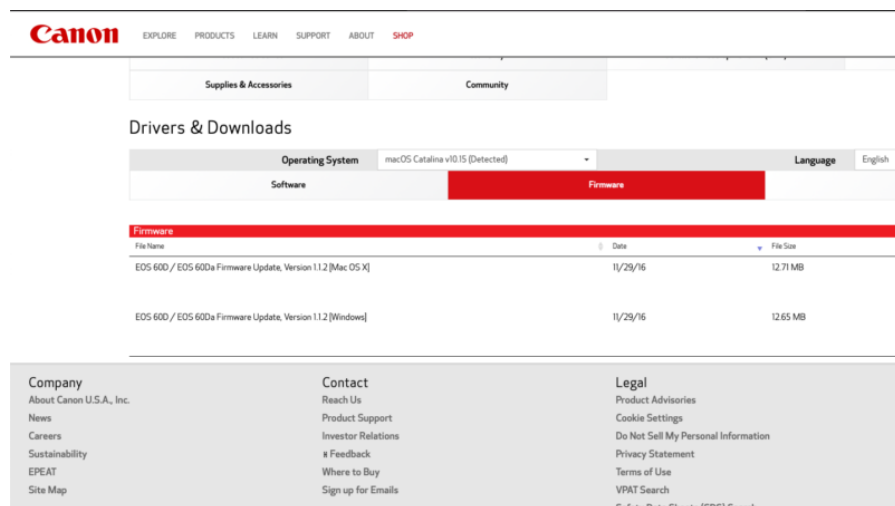 Canon EXPLORE PRODUCTS LEARN SUPPORT ABOUT SHOP
Supplies & Accessories Community
Drivers & Downloads
Operating System macOS Catalina v10.15 (Detected) Language English
Software Firmware
Firmware
File Name Date File Size
EOS 60D / EOS 60Da Firmware Update, Version 1.1.2 [Mac OS X] 11/29/16 12.71 MB
EOS 60D / EOS 60Da Firmware Update, Version 1.1.2 [Windows] 11/29/16 12.65 MB
Company
About Canon U.S.A., Inc.
News
Careers
Sustainability
EPEAT
Site Map
Contact
Reach Us
Product Support
Investor Relations
Feedback
Where to Buy
Sign up for Emails
Legal
Product Advisories
Cookie Settings
Do Not Sell My Personal Information
Privacy Statement
Terms of Use
VPAT Search